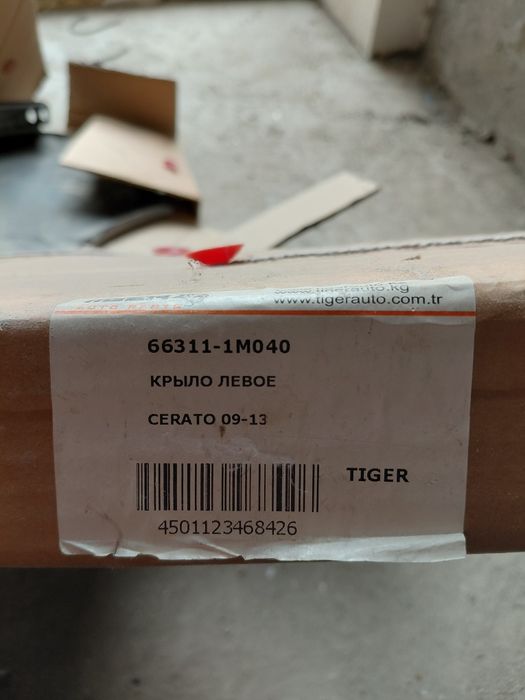 www.tigerauto.com.tr
66311-1M040
КРЫЛО ЛЕВОЕ
CERATO 09-13
TIGER
4501123468426